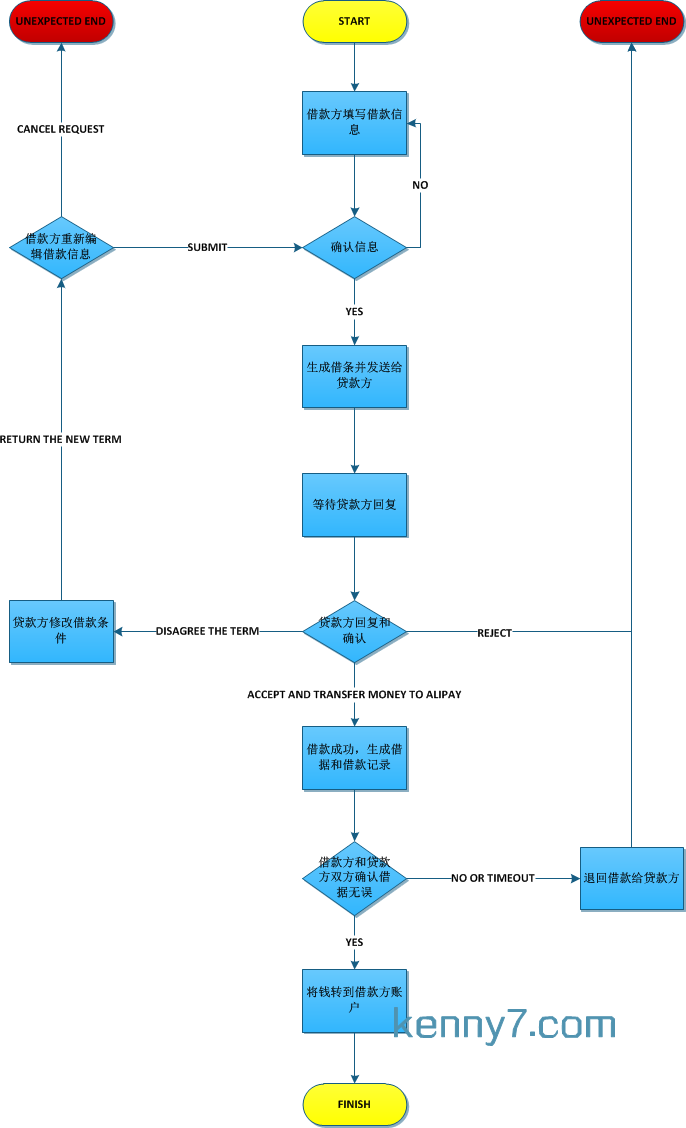 UNEXPECTED END
START
UNEXPECTED END
借款方填写借款信
息
CANCEL REQUEST
NO
借款方重新编
辑借款信息
SUBMIT
确认信息
YES
生成借条并发送给
贷款方
RETURN THE NEW TERM
等待贷款方回复
贷款方修改借款条
件
DISAGREE THE TERM
贷款方回复和
确认
REJECT
ACCEPT AND TRANSFER MONEY TO ALIPAY
借款成功，生成借
据和借款记录
借款方和贷款
方双方确认借
据无误
NO OR TIMEOUT
退回借款给贷款方
YES
将钱转到借款方账
户
kenny7.com
FINISH